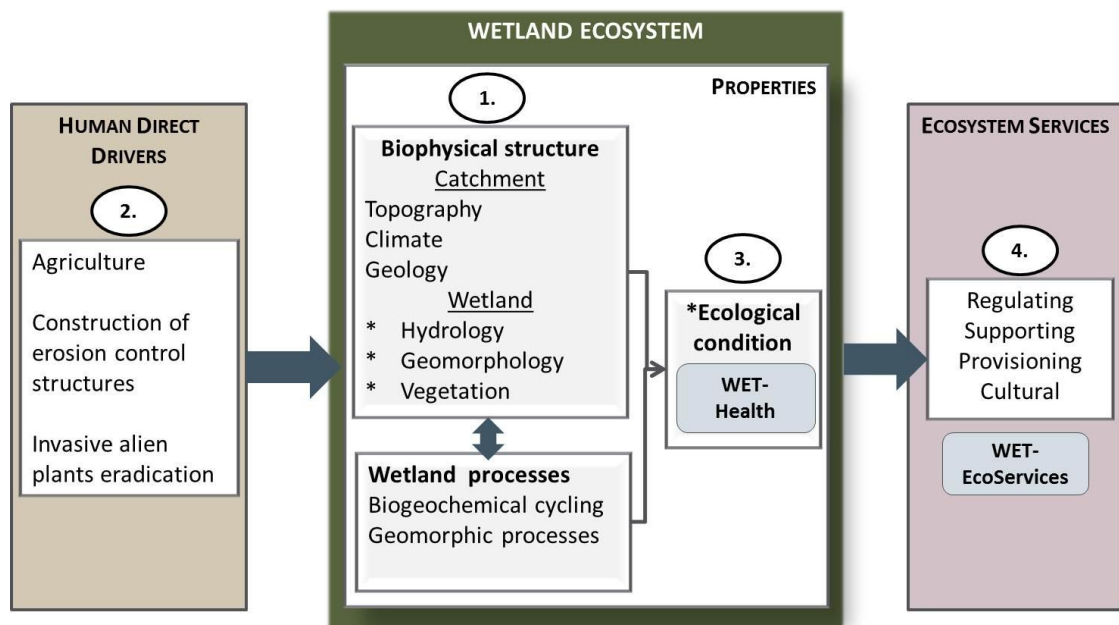 WETLAND ECOSYSTEM
PROPERTIES
1.
Biophysical structure
Catchment
Topography
Climate
Geology
Wetland
* Hydrology
* Geomorphology
* Vegetation
Wetland processes
Biogeochemical cycling
Geomorphic processes
HUMAN DIRECT
DRIVERS
2.
Agriculture
Construction of
erosion control
structures
Invasive alien
plants eradication
3.
*Ecological
condition
WET-
Health
ECOSYSTEM SERVICES
4.
Regulating
Supporting
Provisioning
Cultural
WET-
EcoServices